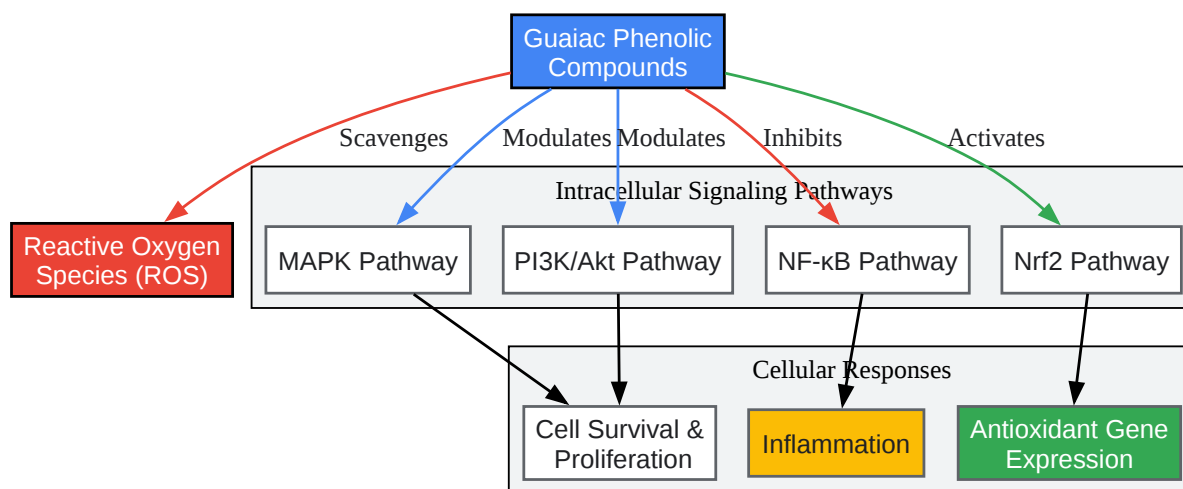 Guaiac Phenolic
Compounds
Scavenges
Modulates
Modulates
Inhibits
Activates
Intracellular Signaling Pathways
Reactive Oxygen
Species (ROS)
MAPK Pathway
PI3K/Akt Pathway
NF-κB Pathway
Nrf2 Pathway
Cellular Responses
Cell Survival &
Proliferation
Inflammation
Antioxidant Gene
Expression